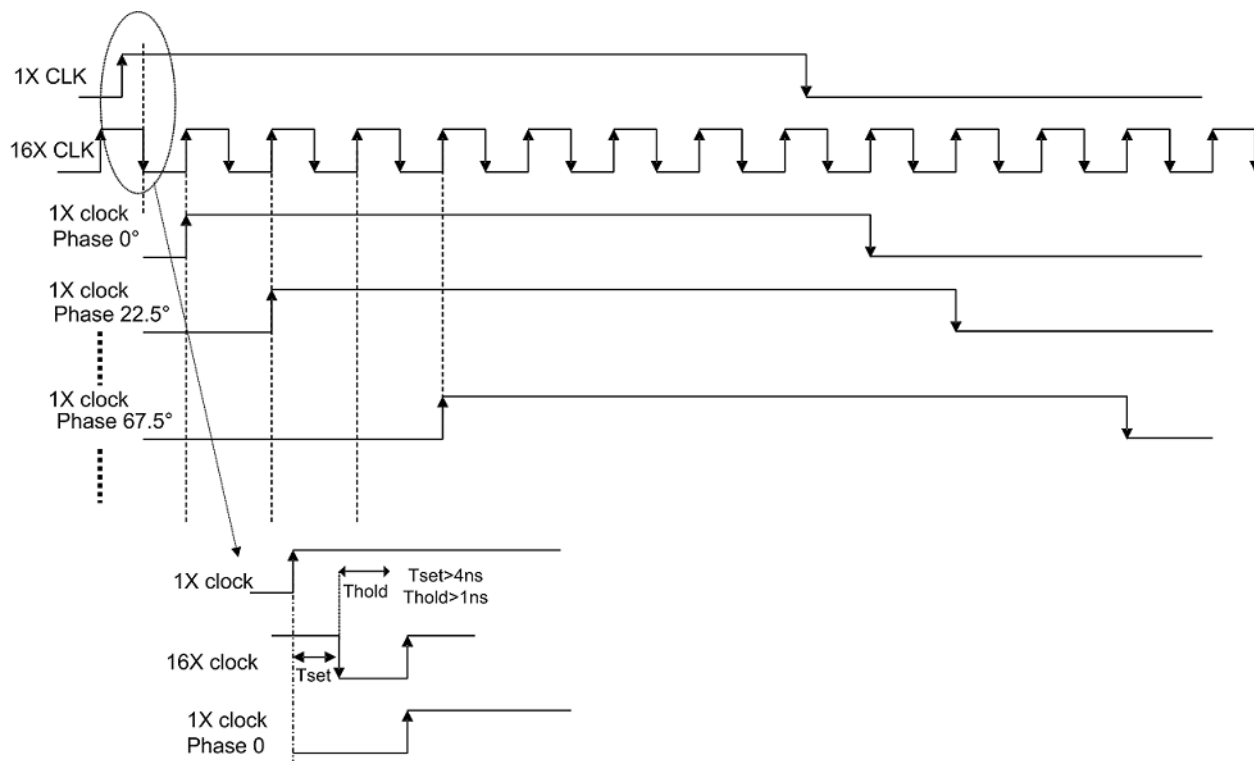 1X CLK
16X CLK
1X clock
Phase 0°
1X clock
Phase 22.5°
1X clock
Phase 67.5°
1X clock
Thold
Tset>4ns
Thold>1ns
16X clock
Tset
1X clock
Phase 0